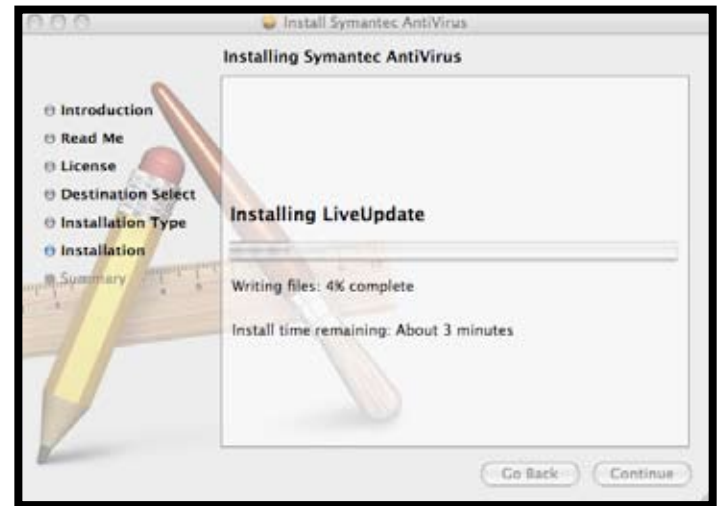 Install Symantec AntiVirus
Installing Symantec AntiVirus
Introduction
Read Me
License
Destination Select
Installation Type
Installation
Summary
Installing LiveUpdate
Writing files: 4% complete
Install time remaining: About 3 minutes
Go Back
Continue